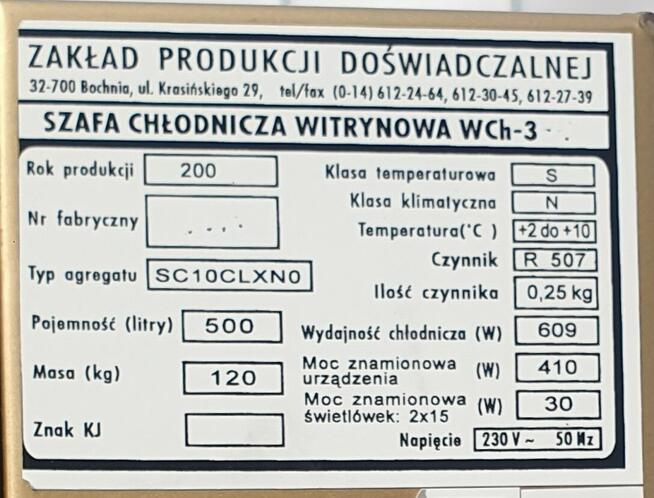 ZAKŁAD PRODUKCJI DOŚWIADCZALNEJ
32-700 Bochnia, ul. Krasińskiego 29, tel/fax (0-14) 612-24-64, 612-30-45, 612-27-39
SZAFA CHŁODNICZA WITRYNOWA WCh-3
Rok produkcji 200
Nr fabryczny
Typ agregatu SC10CLXN0
Pojemność (litry) 500
Masa (kg) 120
Znak KJ
Klasa temperaturowa S
Klasa klimatyczna N
Temperatura(°C) +2 do +10
Czynnik R 507
Ilość czynnika 0,25 kg
Wydajność chłodnicza (W) 609
Moc znamionowa urządzenia (W) 410
Moc znamionowa świetlówek: 2x15 (W) 30
Napięcie 230 V ~ 50 Hz